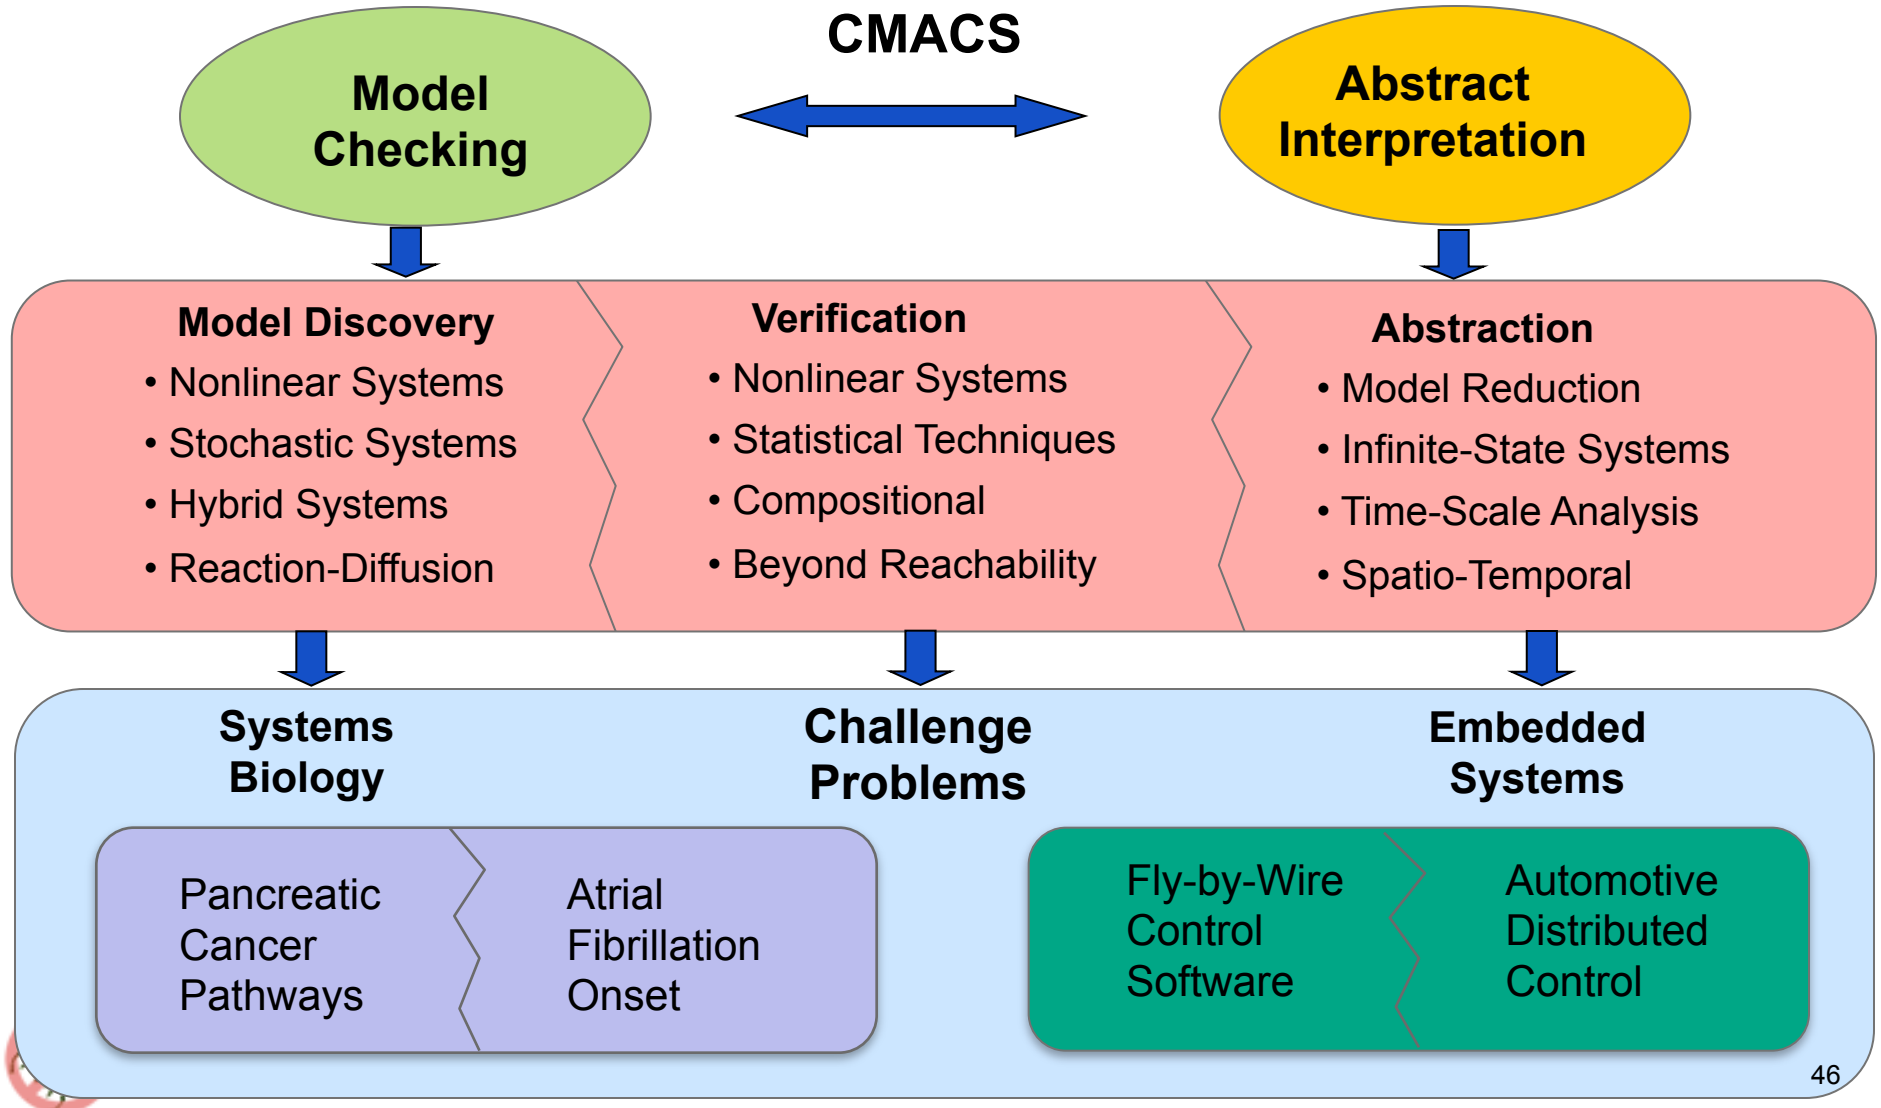 CMACS
Model
Checking
Abstract
Interpretation
Model Discovery
• Nonlinear Systems
• Stochastic Systems
• Hybrid Systems
• Reaction-Diffusion
Verification
• Nonlinear Systems
• Statistical Techniques
• Compositional
• Beyond Reachability
Abstraction
• Model Reduction
• Infinite-State Systems
• Time-Scale Analysis
• Spatio-Temporal
Systems
Biology
Challenge
Problems
Embedded
Systems
Pancreatic
Cancer
Pathways
Atrial
Fibrillation
Onset
Fly-by-Wire
Control
Software
Automotive
Distributed
Control
46